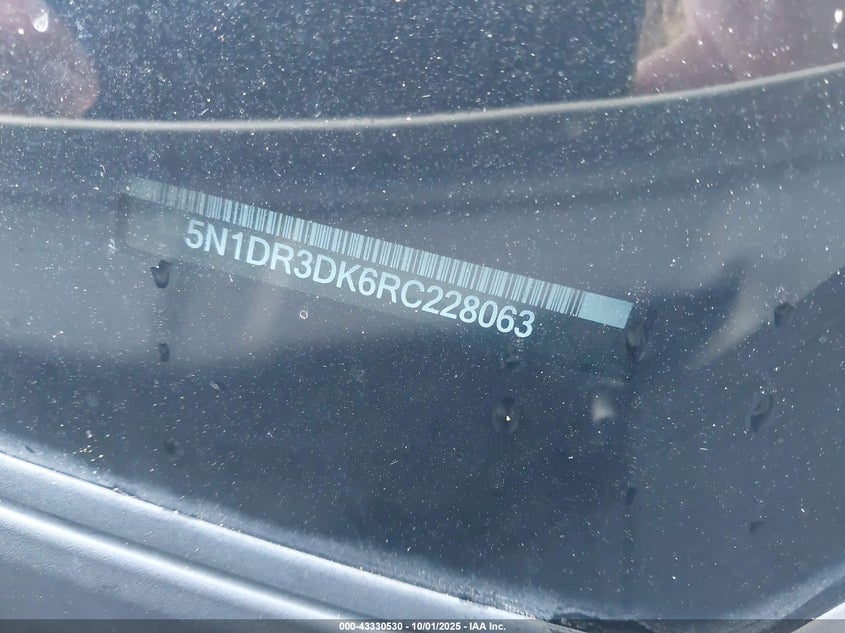 5N1DR3DK6RC228063
000-43330530 - 10/01/2025 - IAA Inc.